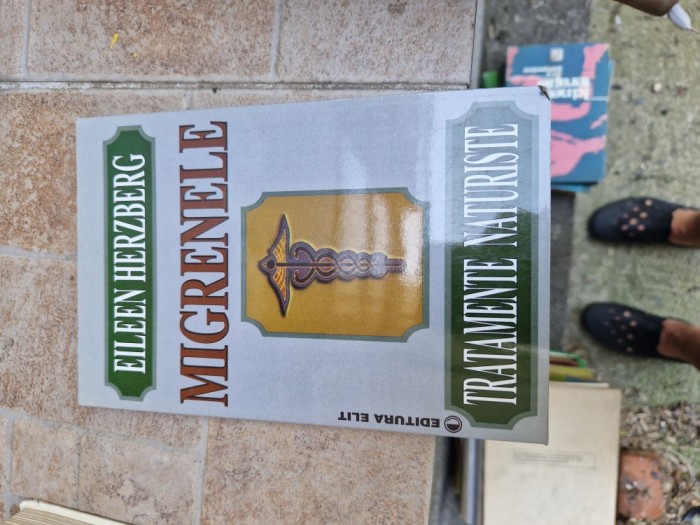 EILEEN HERZBERG
MIGRENELE
TRATAMENTE NATURISTE
EDITURA ELIT